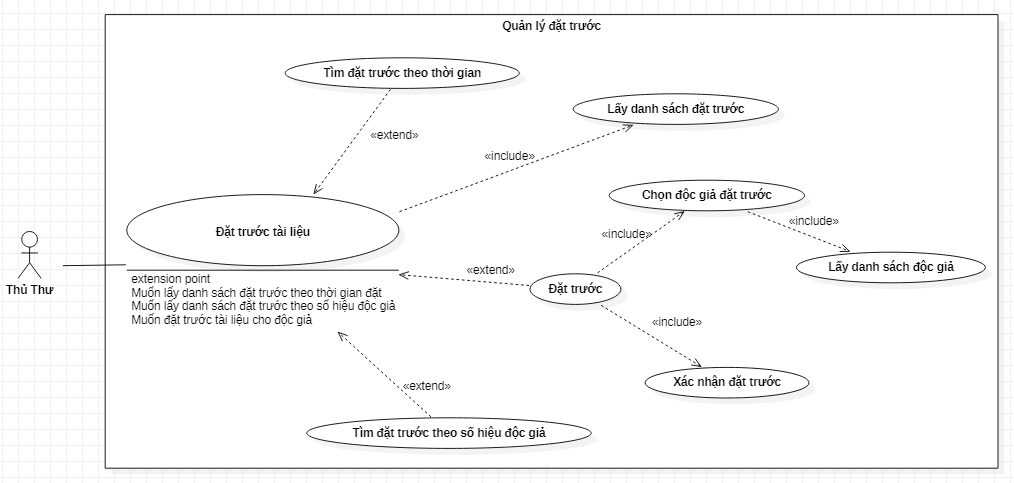 Quản lý đặt trước
Tìm đặt trước theo thời gian
Lấy danh sách đặt trước
«extend»
«include»
Chọn độc giả đặt trước
«include»
«include»
Đặt trước tài liệu
Lấy danh sách độc giả
«extend»
Thủ Thư
extension point
Muốn lấy danh sách đặt trước theo thời gian đặt
Muốn lấy danh sách đặt trước theo số hiệu độc giả
Muốn đặt trước tài liệu cho độc giả
Đặt trước
«include»
Xác nhận đặt trước
«extend»
Tìm đặt trước theo số hiệu độc giả